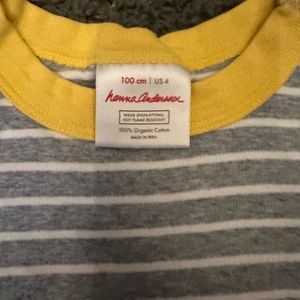 100 cm | US 4
hanna andersson
WEAR SNUG-FITTING,
NOT FLAME RESISTANT
100% Organic Cotton
MADE IN PERU